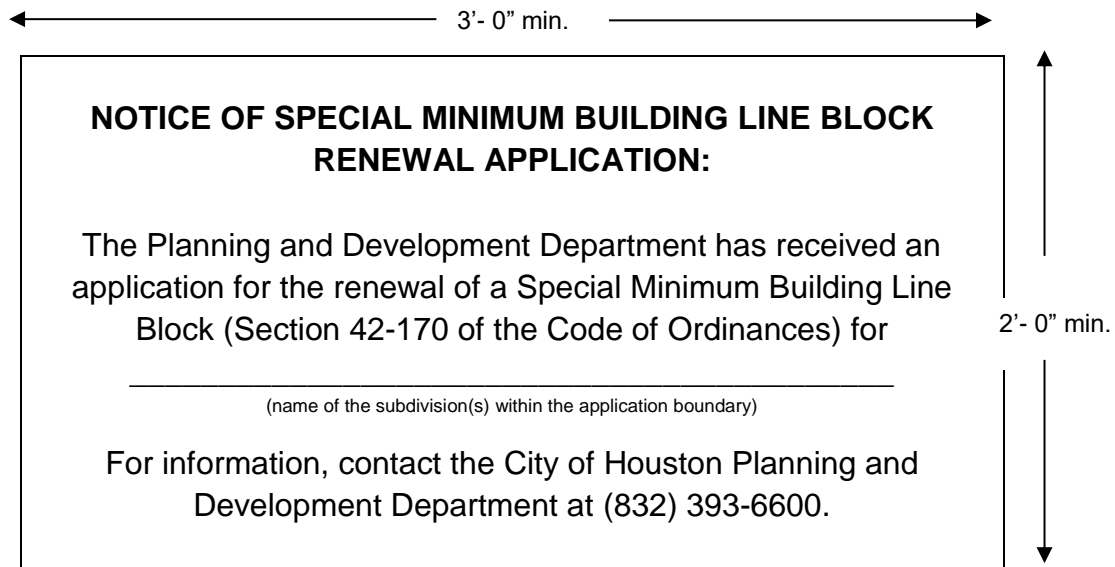 3’- 0” min.
NOTICE OF SPECIAL MINIMUM BUILDING LINE BLOCK
RENEWAL APPLICATION:
The Planning and Development Department has received an
application for the renewal of a Special Minimum Building Line
Block (Section 42-170 of the Code of Ordinances) for
2’- 0” min.
_____________________________________________
(name of the subdivision(s) within the application boundary)
For information, contact the City of Houston Planning and
Development Department at (832) 393-6600.